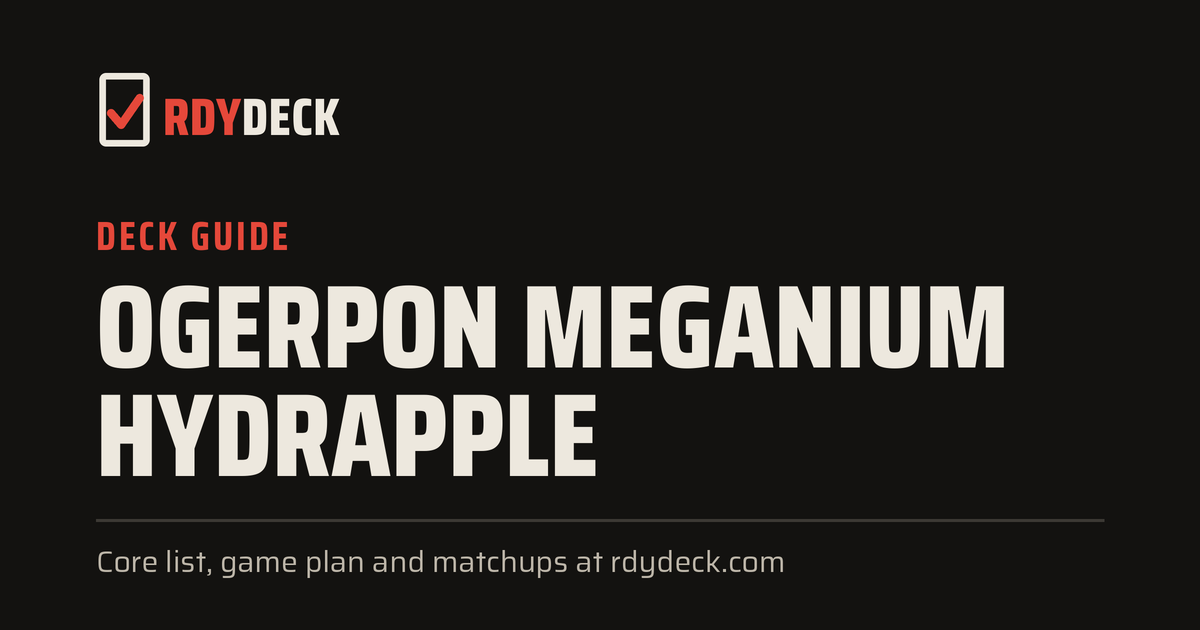 RDYDECK
DECK GUIDE
OGERPON MEGANIUM
HYDRAPPLE
Core list, game plan and matchups at rdydeck.com